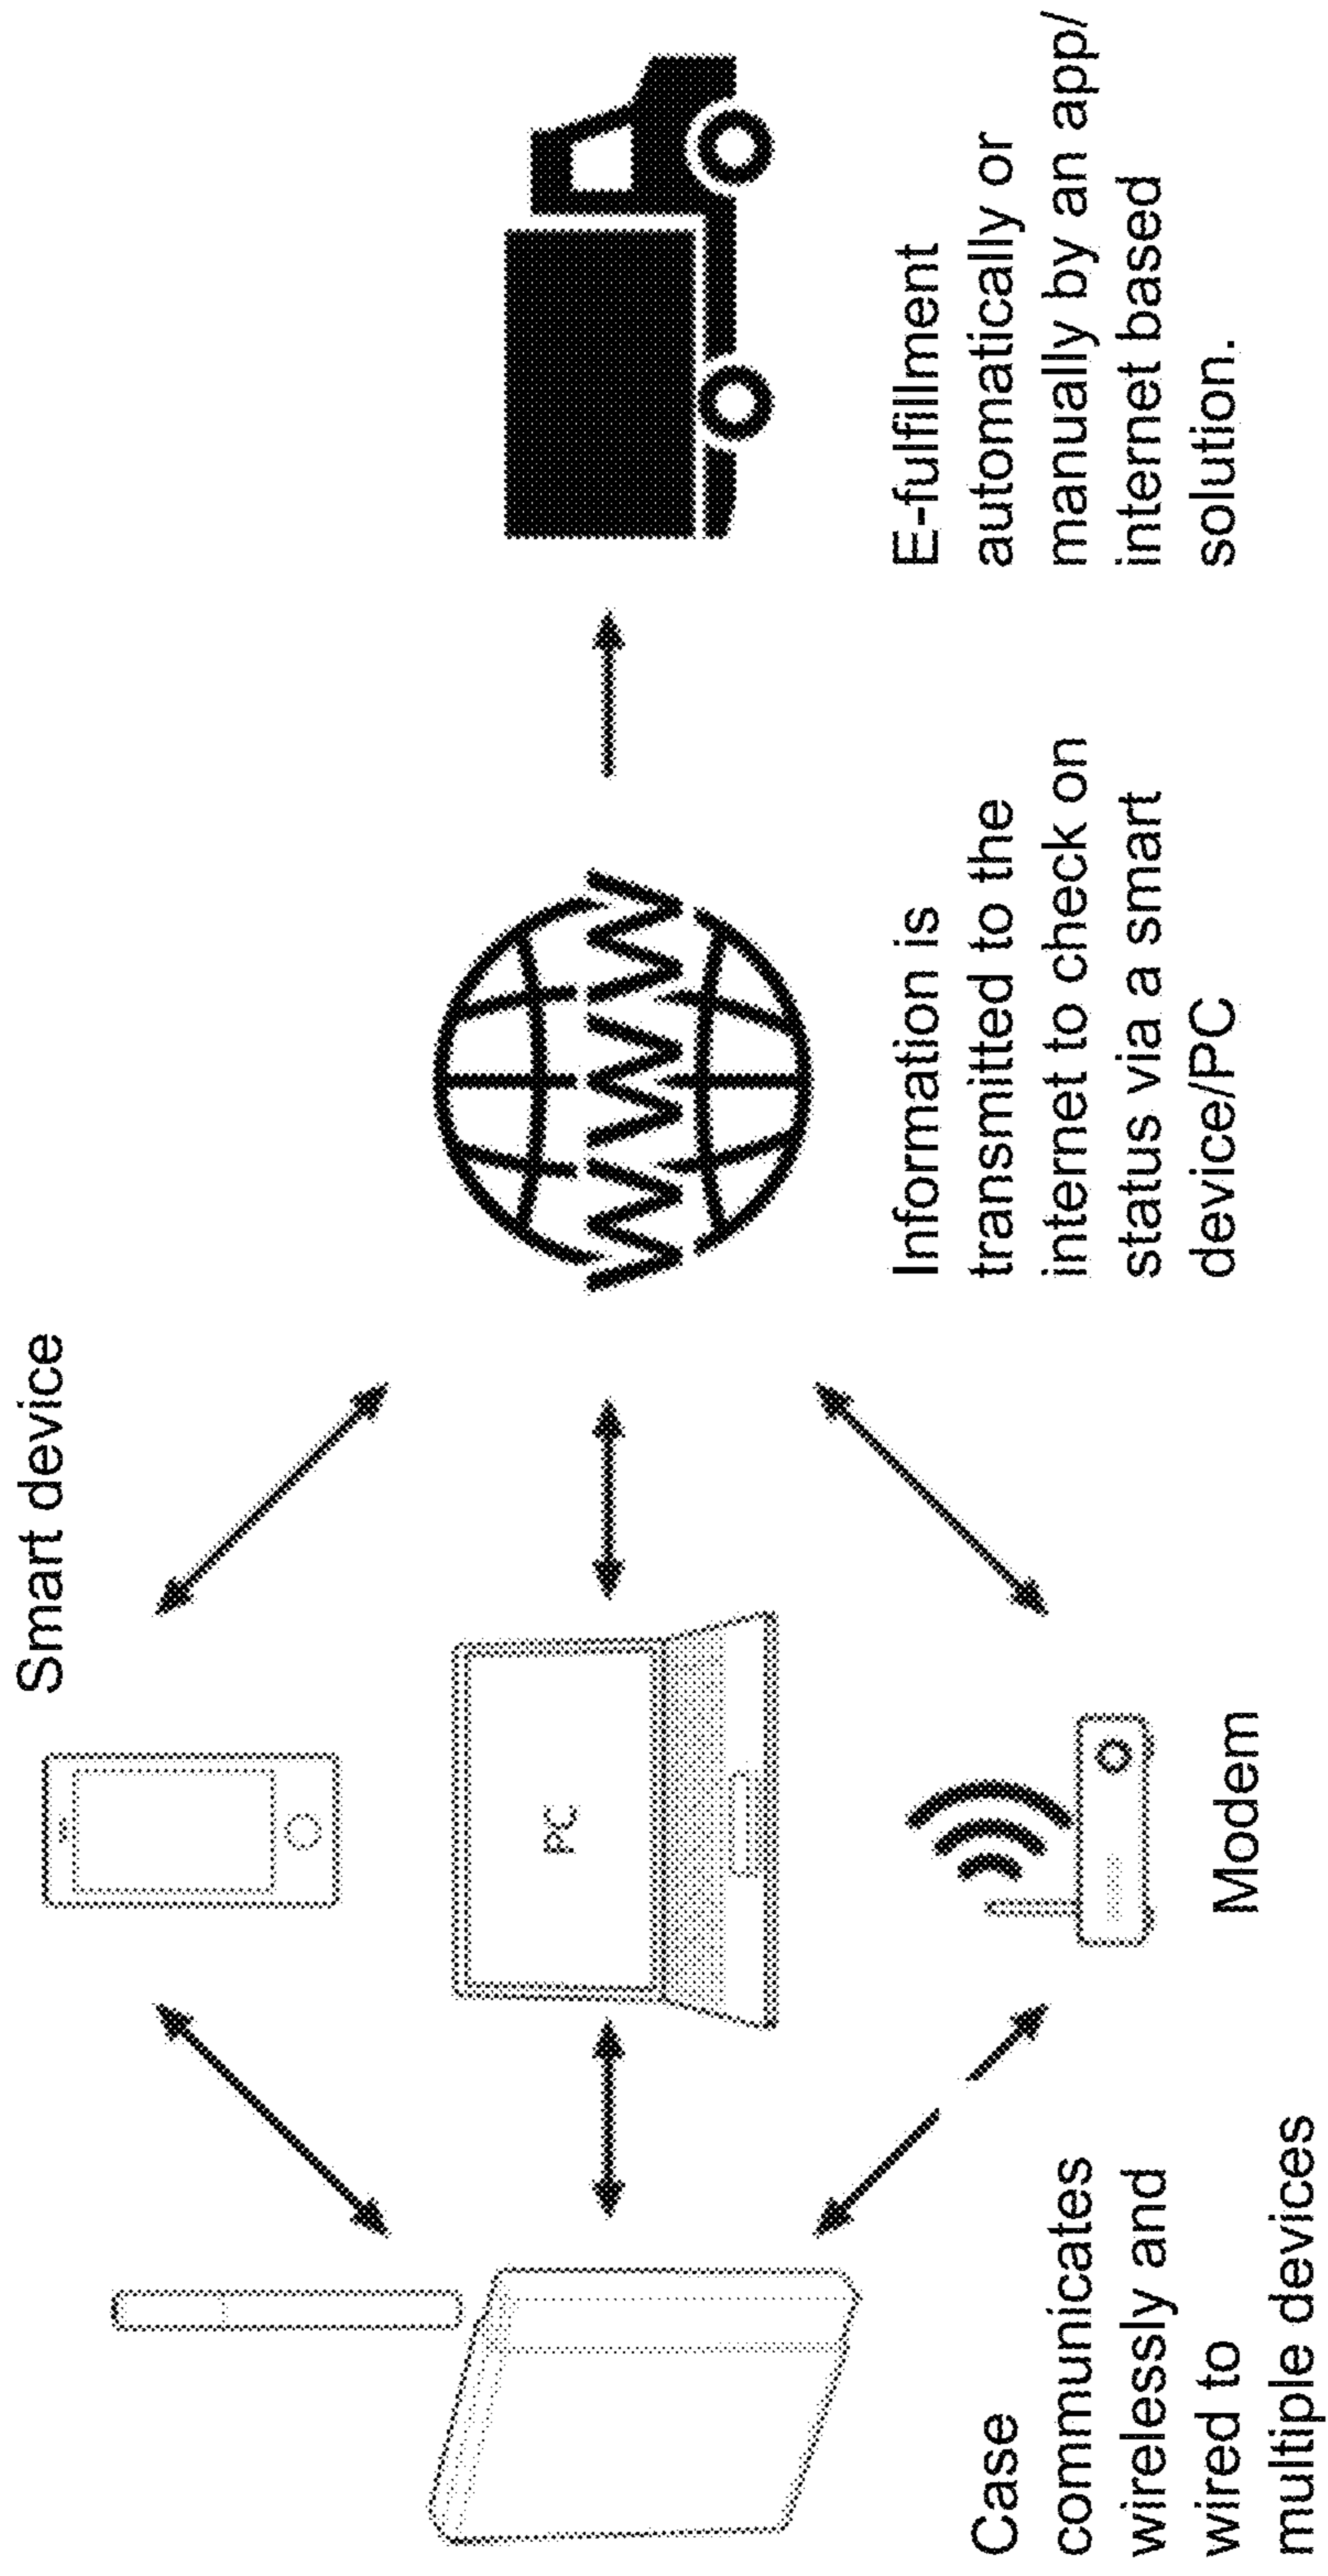 Smart device
PC
WWW
Modem
Case
communicates
wirelessly and
wired to
multiple devices
Information is
transmitted to the
internet to check on
status via a smart
device/PC
E-fulfillment
automatically or
manually by an app/
internet based
solution.